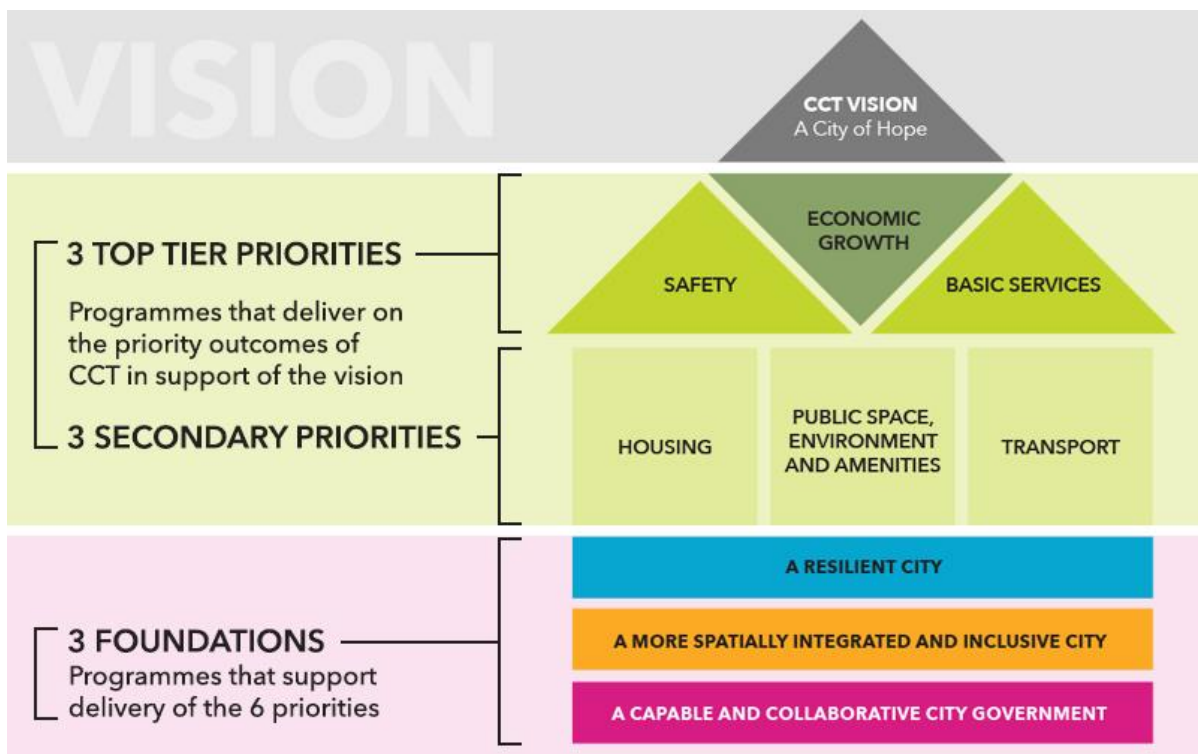 VISION
CCT VISION
A City of Hope
3 TOP TIER PRIORITIES
Programmes that deliver on
the priority outcomes of
CCT in support of the vision
3 SECONDARY PRIORITIES
ECONOMIC
GROWTH
SAFETY
BASIC SERVICES
HOUSING
PUBLIC SPACE,
ENVIRONMENT
AND AMENITIES
TRANSPORT
3 FOUNDATIONS
Programmes that support
delivery of the 6 priorities
A RESILIENT CITY
A MORE SPATIALLY INTEGRATED AND INCLUSIVE CITY
A CAPABLE AND COLLABORATIVE CITY GOVERNMENT